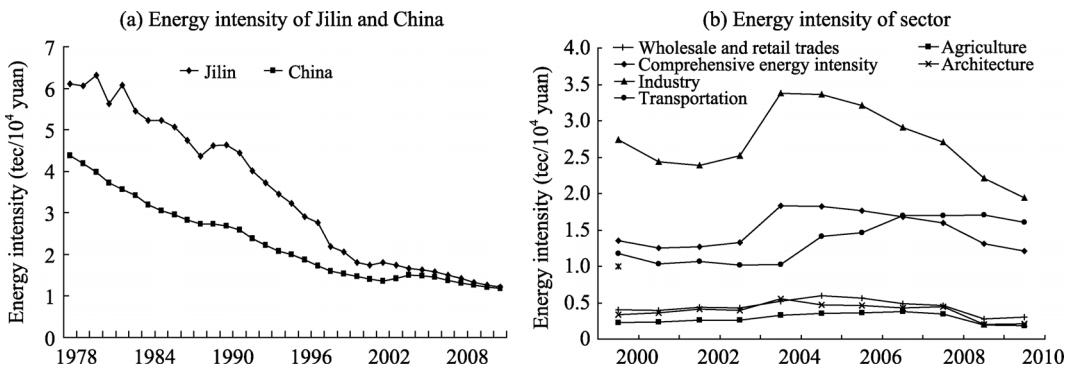 (a) Energy intensity of Jilin and China
Energy intensity (tec/10⁴ yuan)
7
6
5
4
3
2
1
0
Jilin China
1978 1984 1990 1996 2002 2008
(b) Energy intensity of sector
Energy intensity (tec/10⁴ yuan)
4.0
3.5
3.0
2.5
2.0
1.5
1.0
0.5
0
Wholesale and retail trades Agriculture
Comprehensive energy intensity Architecture
Industry
Transportation
2000 2002 2004 2006 2008 2010